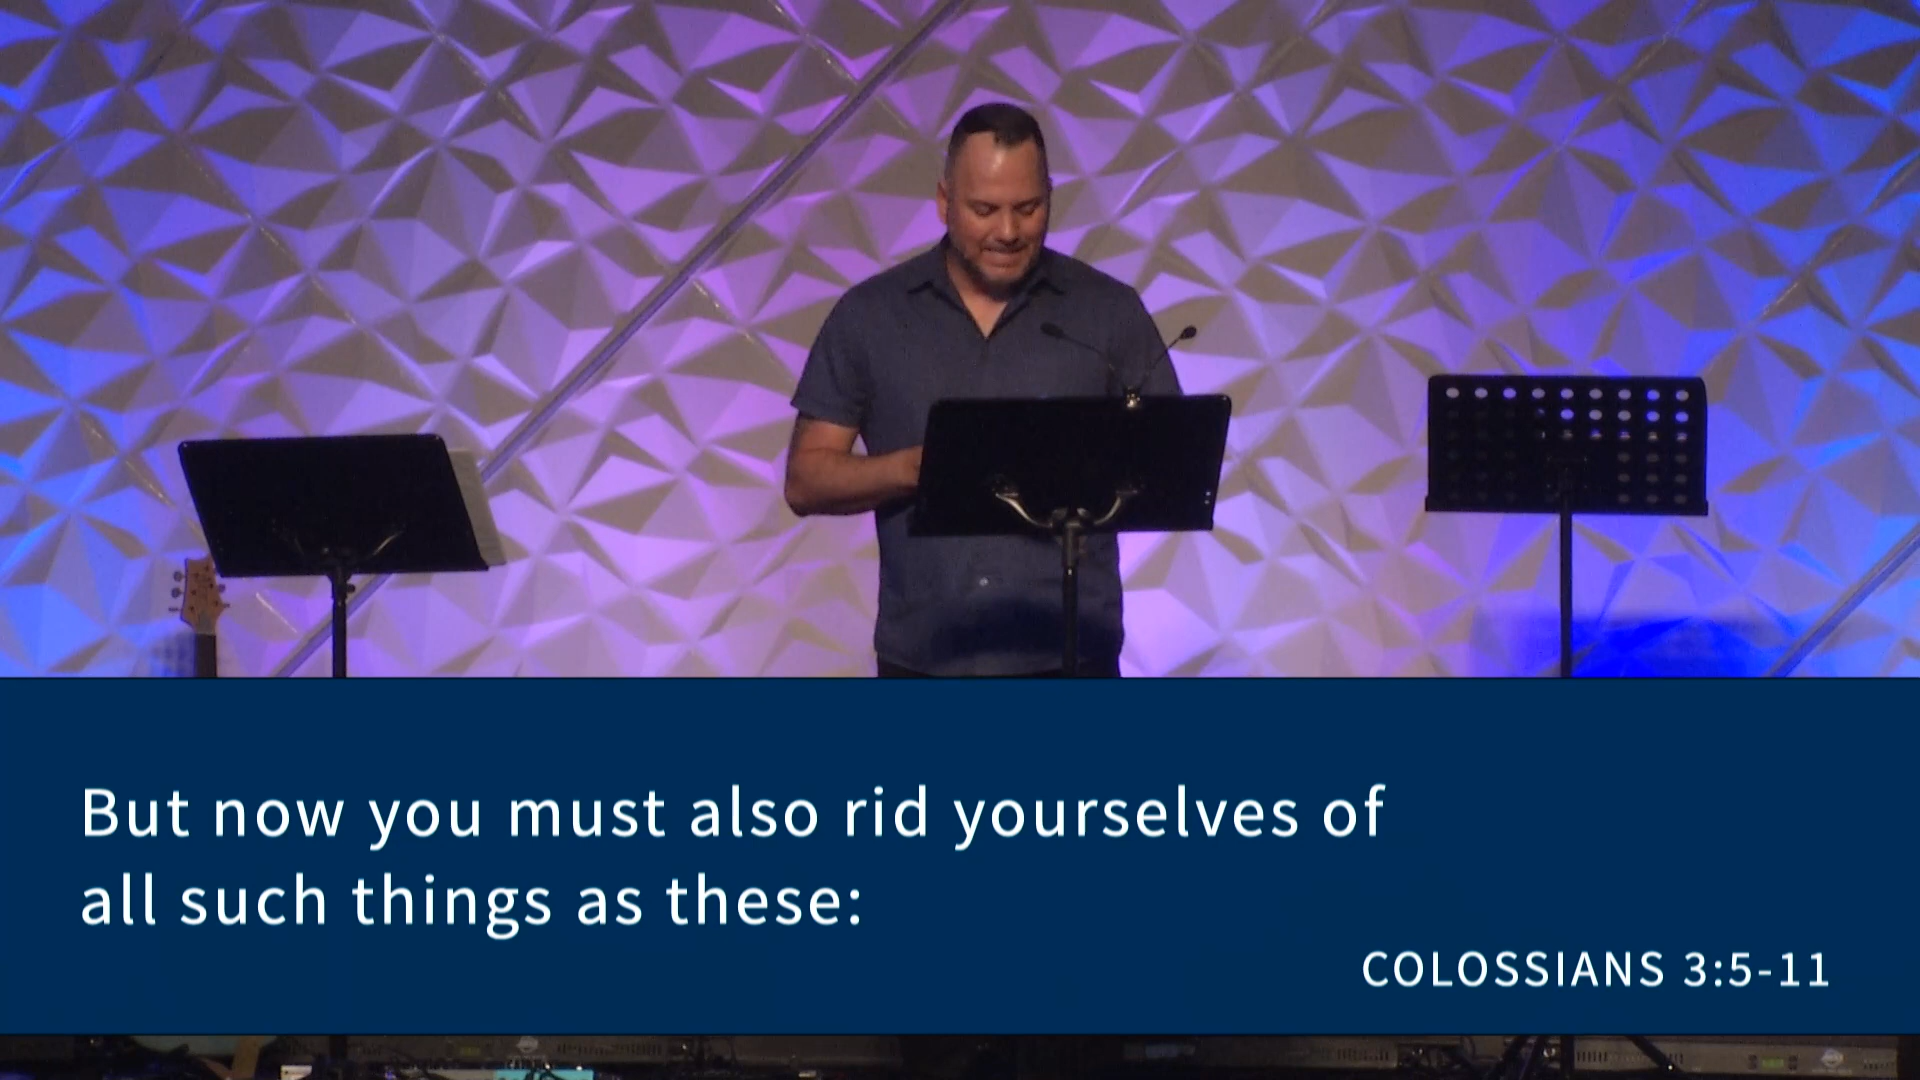 But now you must also rid yourselves of
all such things as these:
COLOSSIANS 3:5-11